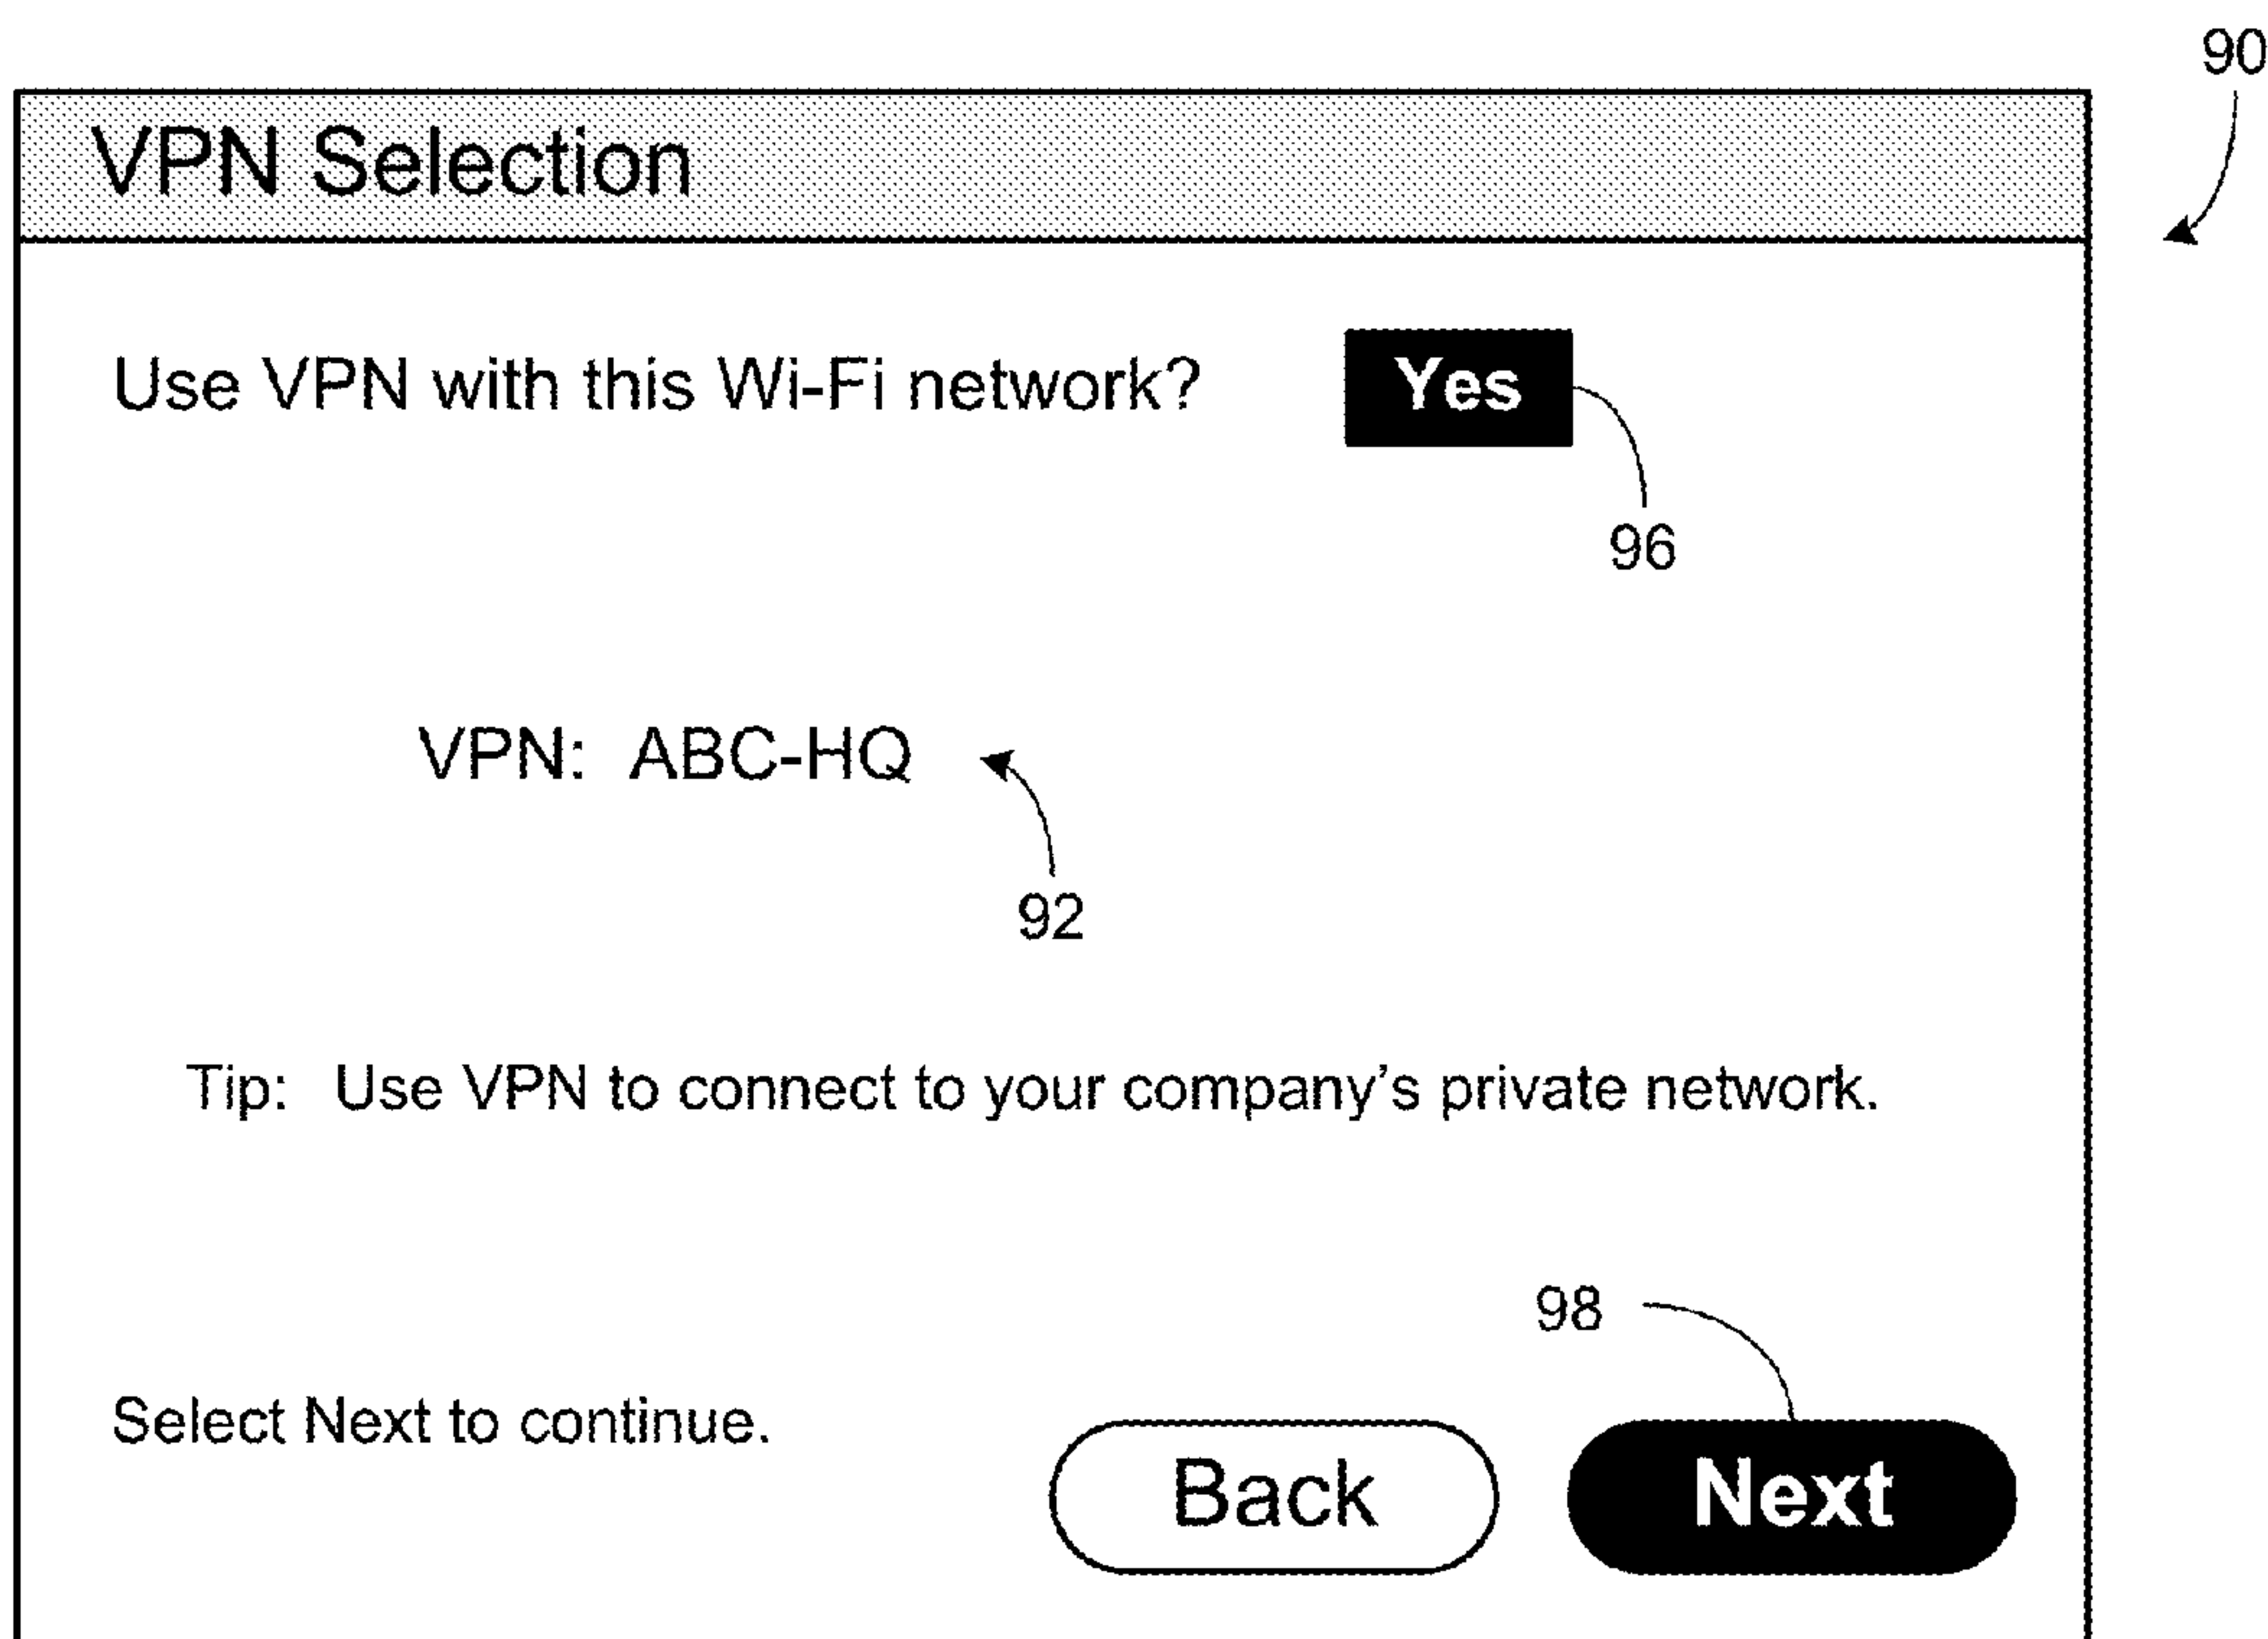 90
VPN Selection
Use VPN with this Wi-Fi network? Yes
96
VPN: ABC-HQ
92
Tip: Use VPN to connect to your company’s private network.
98
Select Next to continue.
Back Next